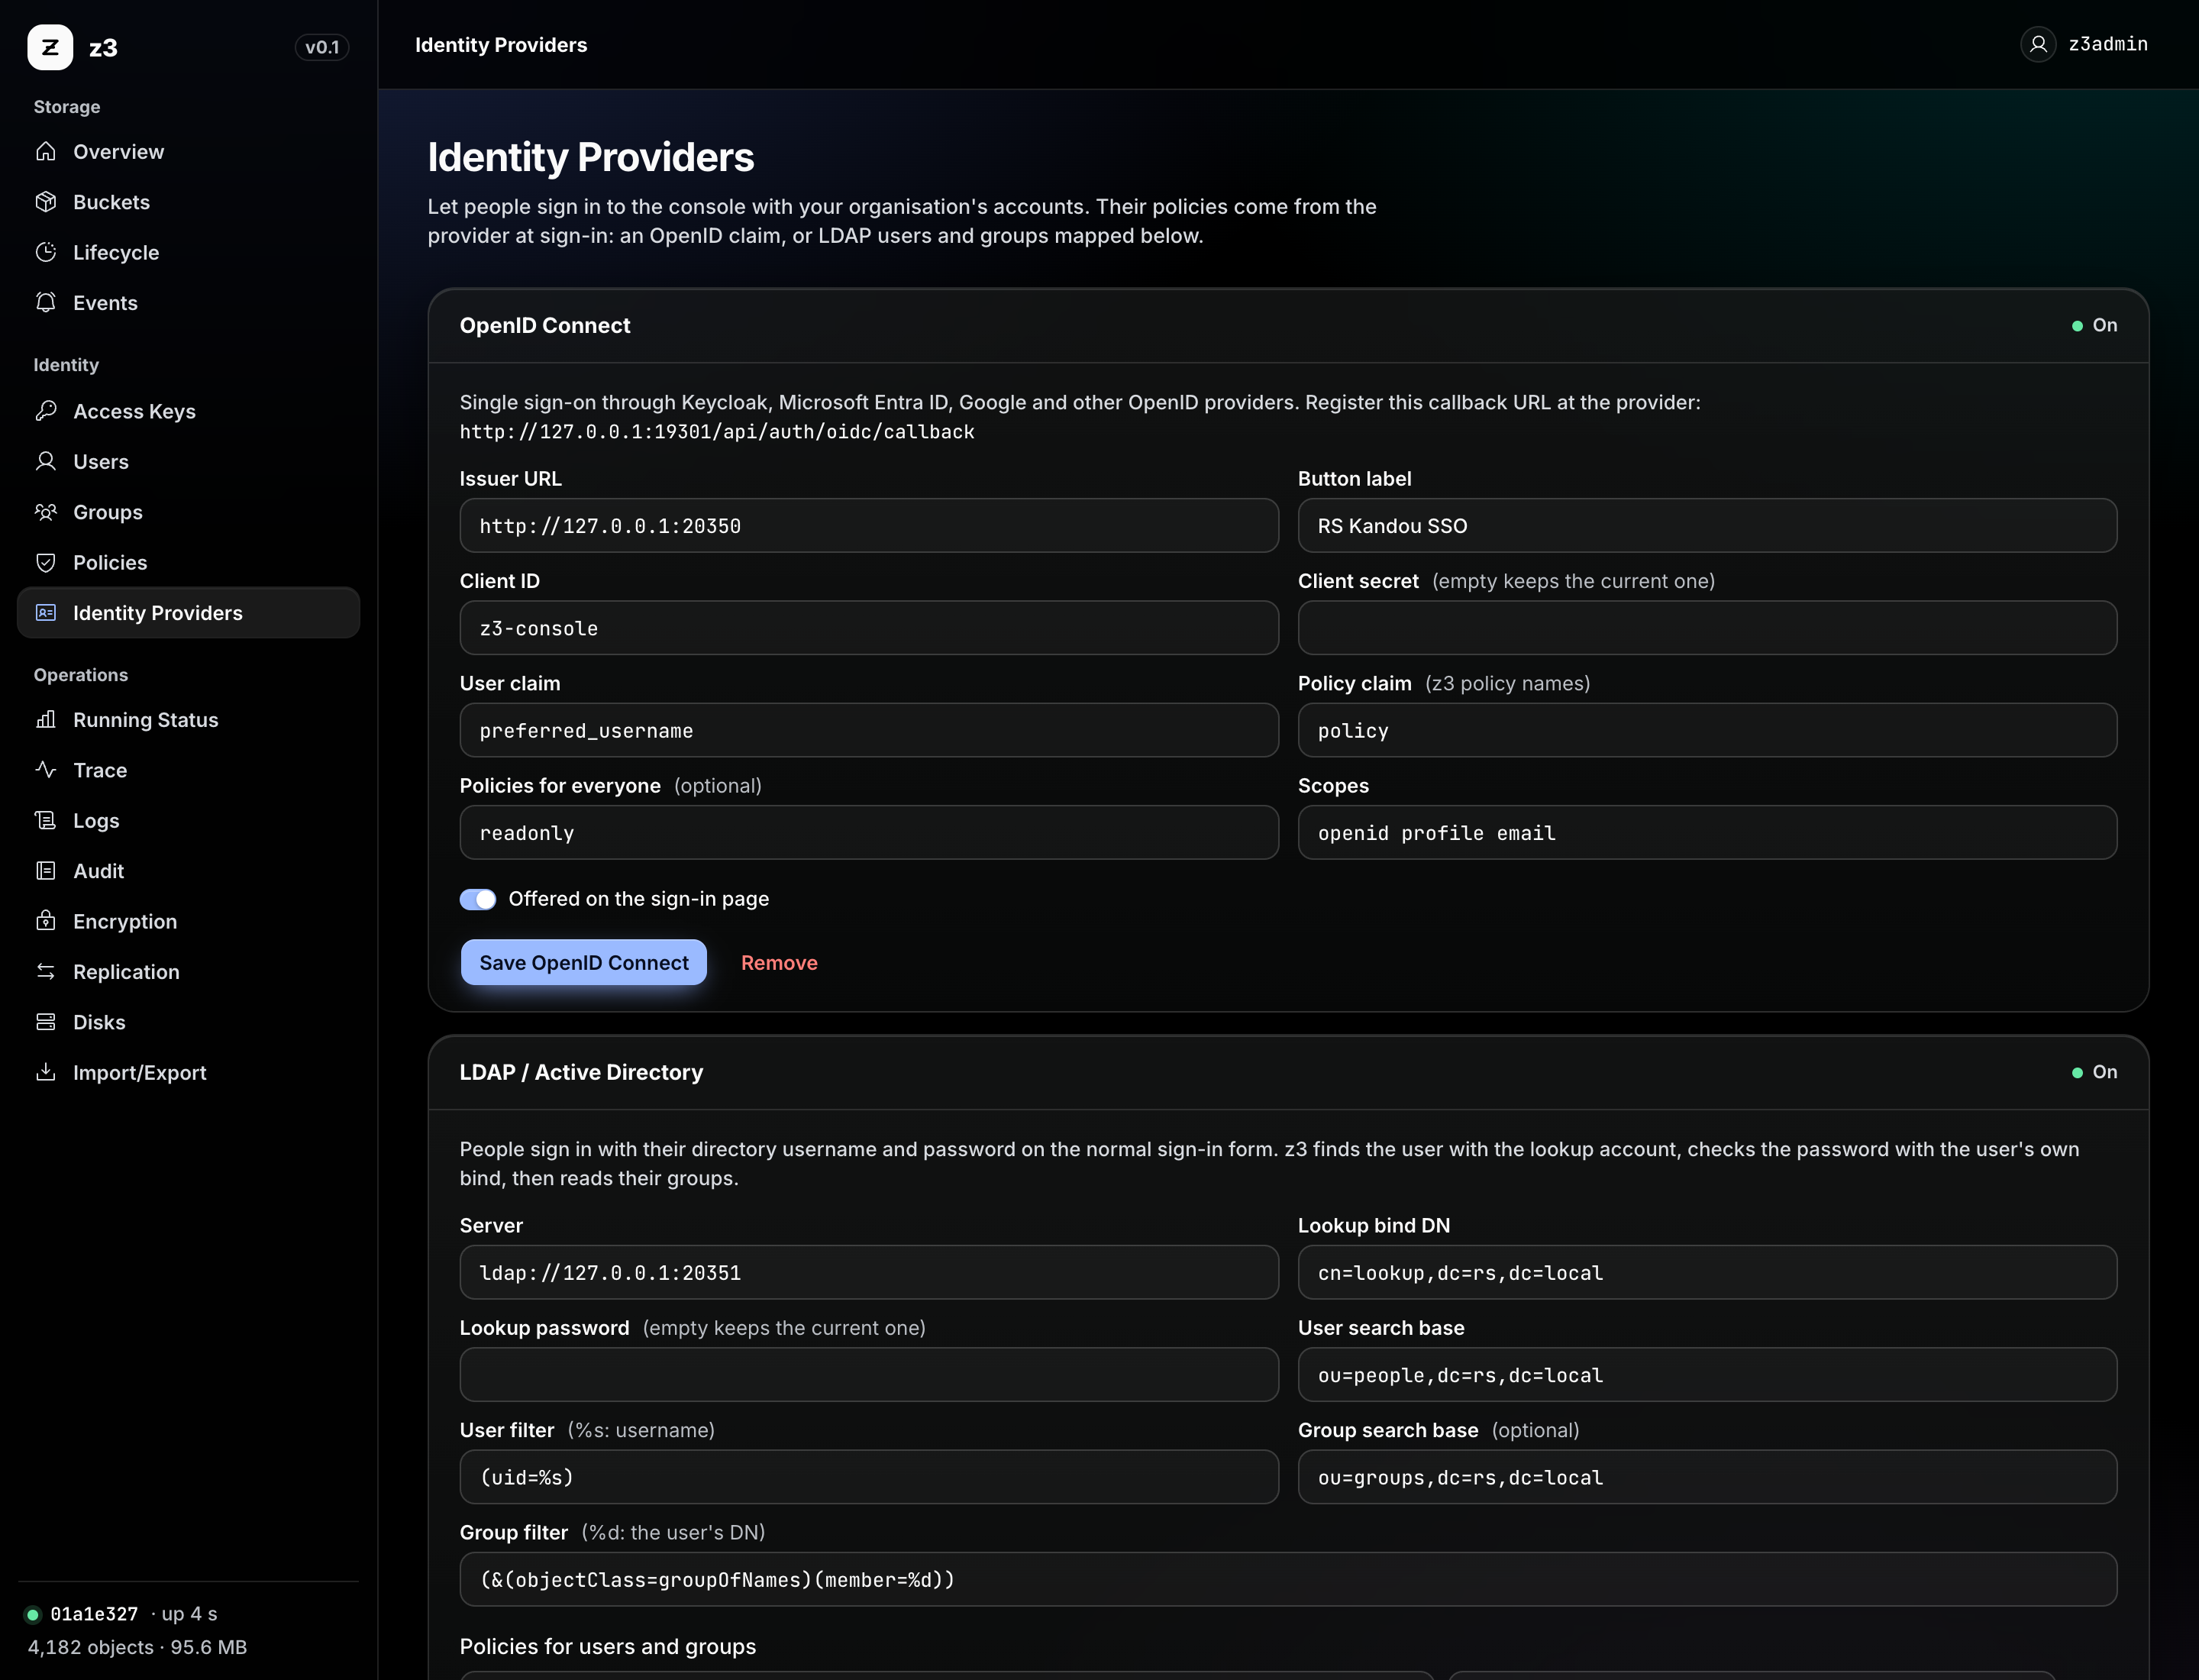 z3
v0.1
Identity Providers
z3admin
Storage
Overview
Buckets
Lifecycle
Events
Identity
Access Keys
Users
Groups
Policies
Identity Providers
Operations
Running Status
Trace
Logs
Audit
Encryption
Replication
Disks
Import/Export
01a1e327 · up 4 s
4,182 objects · 95.6 MB
Identity Providers
Let people sign in to the console with your organisation's accounts. Their policies come from the
provider at sign-in: an OpenID claim, or LDAP users and groups mapped below.
OpenID Connect
On
Single sign-on through Keycloak, Microsoft Entra ID, Google and other OpenID providers. Register this callback URL at the provider:
http://127.0.0.1:19301/api/auth/oidc/callback
Issuer URL
http://127.0.0.1:20350
Button label
RS Kandou SSO
Client ID
z3-console
Client secret (empty keeps the current one)
User claim
preferred_username
Policy claim (z3 policy names)
policy
Policies for everyone (optional)
readonly
Scopes
openid profile email
Offered on the sign-in page
Save OpenID Connect
Remove
LDAP / Active Directory
On
People sign in with their directory username and password on the normal sign-in form. z3 finds the user with the lookup account, checks the password with the user's own
bind, then reads their groups.
Server
ldap://127.0.0.1:20351
Lookup bind DN
cn=lookup,dc=rs,dc=local
Lookup password (empty keeps the current one)
User search base
ou=people,dc=rs,dc=local
User filter (%s: username)
(uid=%s)
Group search base (optional)
ou=groups,dc=rs,dc=local
Group filter (%d: the user's DN)
(&(objectClass=groupOfNames)(member=%d))
Policies for users and groups